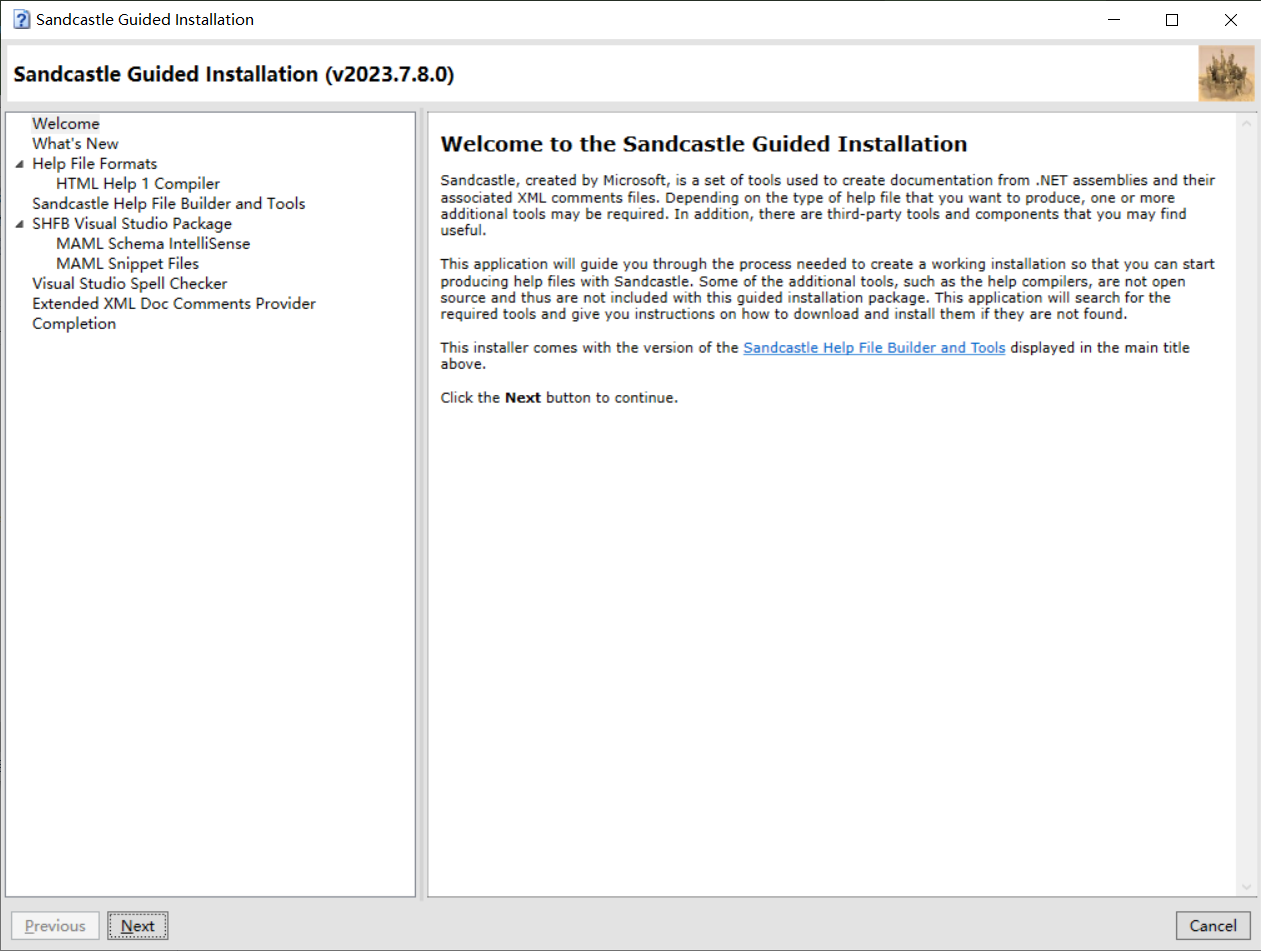 Sandcastle Guided Installation
Sandcastle Guided Installation (v2023.7.8.0)
Welcome
What's New
Help File Formats
HTML Help 1 Compiler
Sandcastle Help File Builder and Tools
SHFB Visual Studio Package
MAML Schema IntelliSense
MAML Snippet Files
Visual Studio Spell Checker
Extended XML Doc Comments Provider
Completion
Welcome to the Sandcastle Guided Installation
Sandcastle, created by Microsoft, is a set of tools used to create documentation from .NET assemblies and their
associated XML comments files. Depending on the type of help file that you want to produce, one or more
additional tools may be required. In addition, there are third-party tools and components that you may find
useful.
This application will guide you through the process needed to create a working installation so that you can start
producing help files with Sandcastle. Some of the additional tools, such as the help compilers, are not open
source and thus are not included with this guided installation package. This application will search for the
required tools and give you instructions on how to download and install them if they are not found.
This installer comes with the version of the Sandcastle Help File Builder and Tools displayed in the main title
above.
Click the Next button to continue.
Previous
Next
Cancel